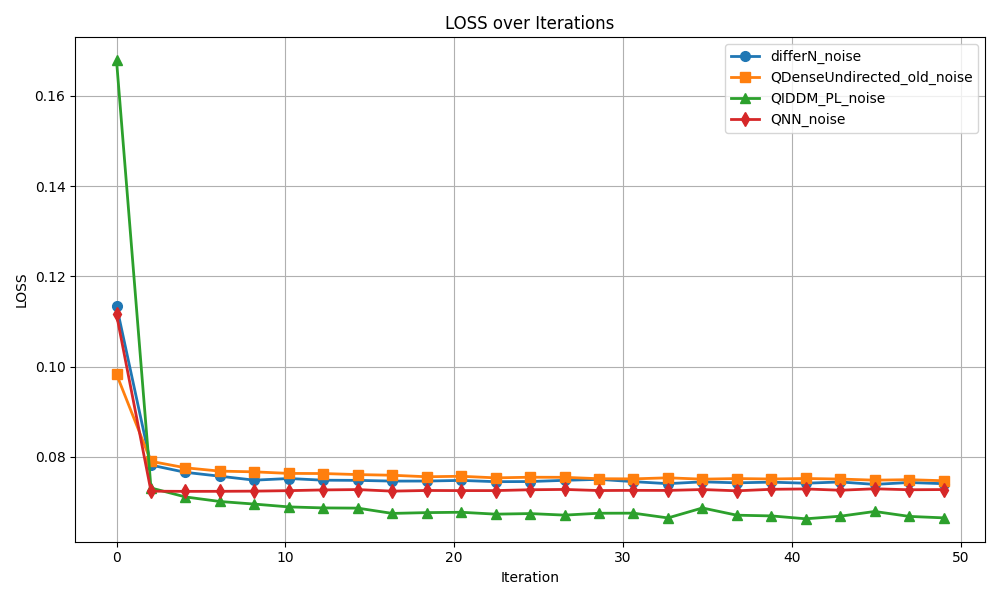 LOSS over Iterations
differN_noise
QDenseUndirected_old_noise
QIDDM_PL_noise
QNN_noise
0.16
0.14
0.12
0.10
0.08
LOSS
0 10 20 30 40 50
Iteration